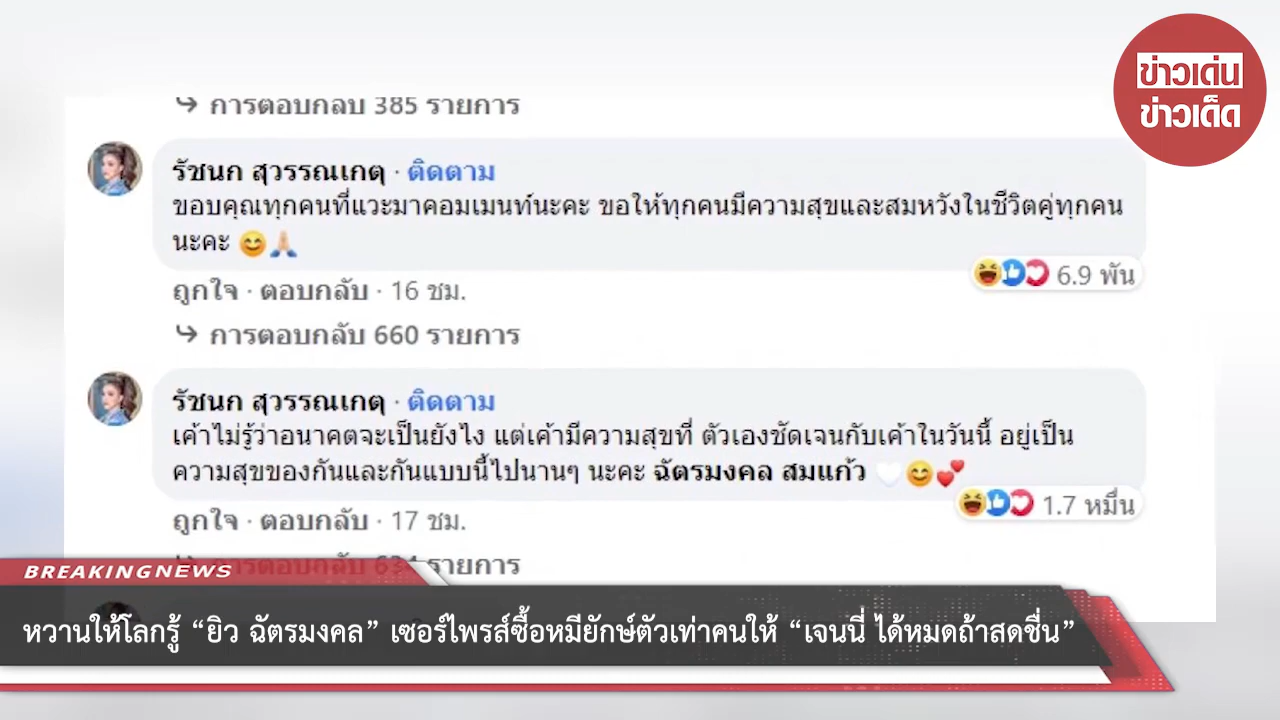 ข่าวเด่น
ข่าวเด็ด
การตอบกลับ 385 รายการ
รัชนก สุวรรณเกตุ · ติดตาม
ขอบคุณทุกคนที่แวะมาคอมเมนท์นะคะ ขอให้ทุกคนมีความสุขและสมหวังในชีวิตคู่ทุกคน
นะคะ 😊🙏🏼
6.9 พัน
ถูกใจ · ตอบกลับ · 16 ชม.
การตอบกลับ 660 รายการ
รัชนก สุวรรณเกตุ · ติดตาม
เค้าไม่รู้ว่าอนาคตจะเป็นยังไง แต่เค้ามีความสุขที่ ตัวเองชัดเจนกับเค้าในวันนี้ อยู่เป็น
ความสุขของกันและกันแบบนี้ไปนานๆ นะคะ ฉัตรมงคล สมแก้ว 🤍😊💕
1.7 หมื่น
ถูกใจ · ตอบกลับ · 17 ชม.
การตอบกลับ 634 รายการ
BREAKINGNEWS
หวานให้โลกรู้ “ยิว ฉัตรมงคล” เซอร์ไพรส์ซื้อหมียักษ์ตัวเท่าคนให้ “เจนนี่ ได้หมดถ้าสดชื่น”